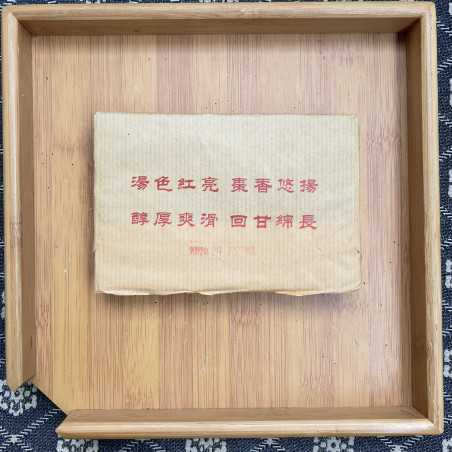 湯色紅亮 棗香悠揚
醇厚爽滑 回甘綿長